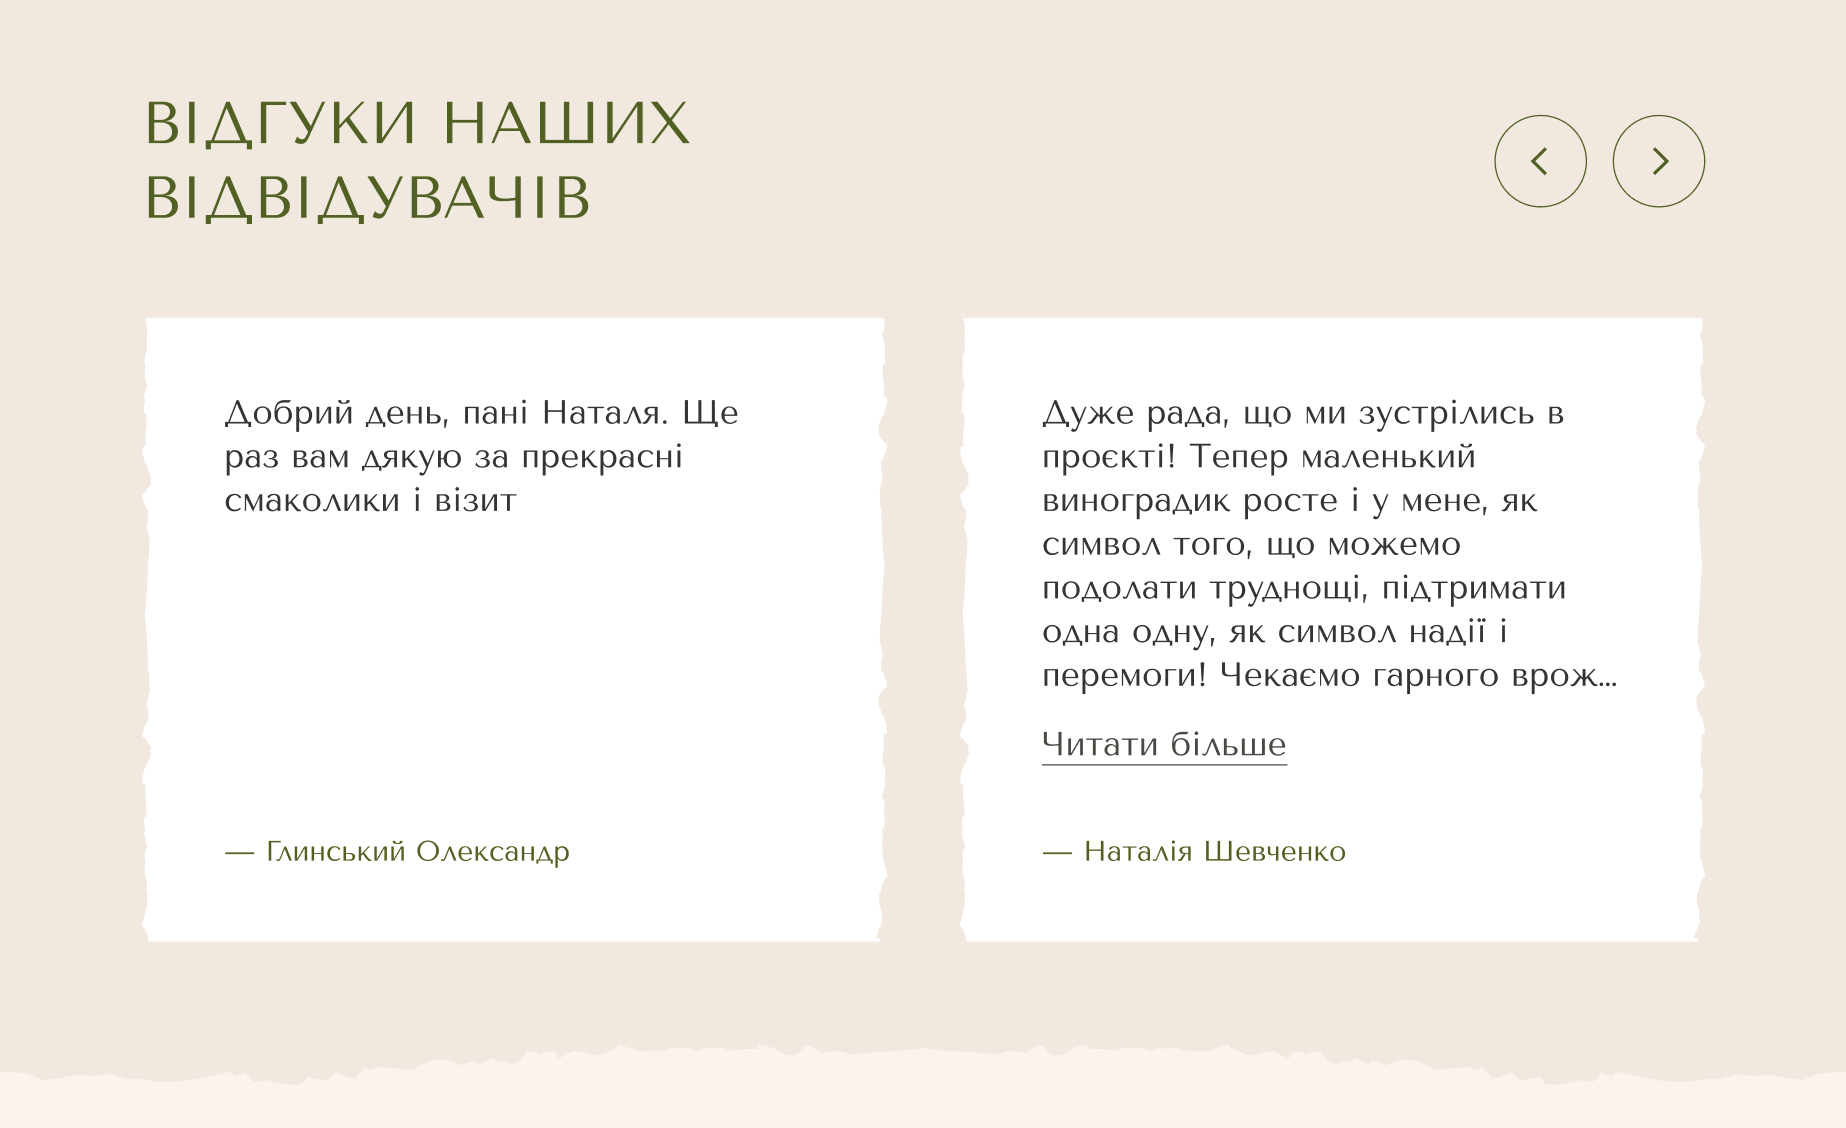 ВІДГУКИ НАШИХ
ВІДВІДУВАЧІВ
Добрий день, пані Наталя. Ще
раз вам дякую за прекрасні
смаколики і візит
— Глинський Олександр
Дуже рада, що ми зустрілись в
проєкті! Тепер маленький
виноградик росте і у мене, як
символ того, що можемо
подолати труднощі, підтримати
одна одну, як символ надії і
перемоги! Чекаємо гарного врож...
Читати більше
— Наталія Шевченко